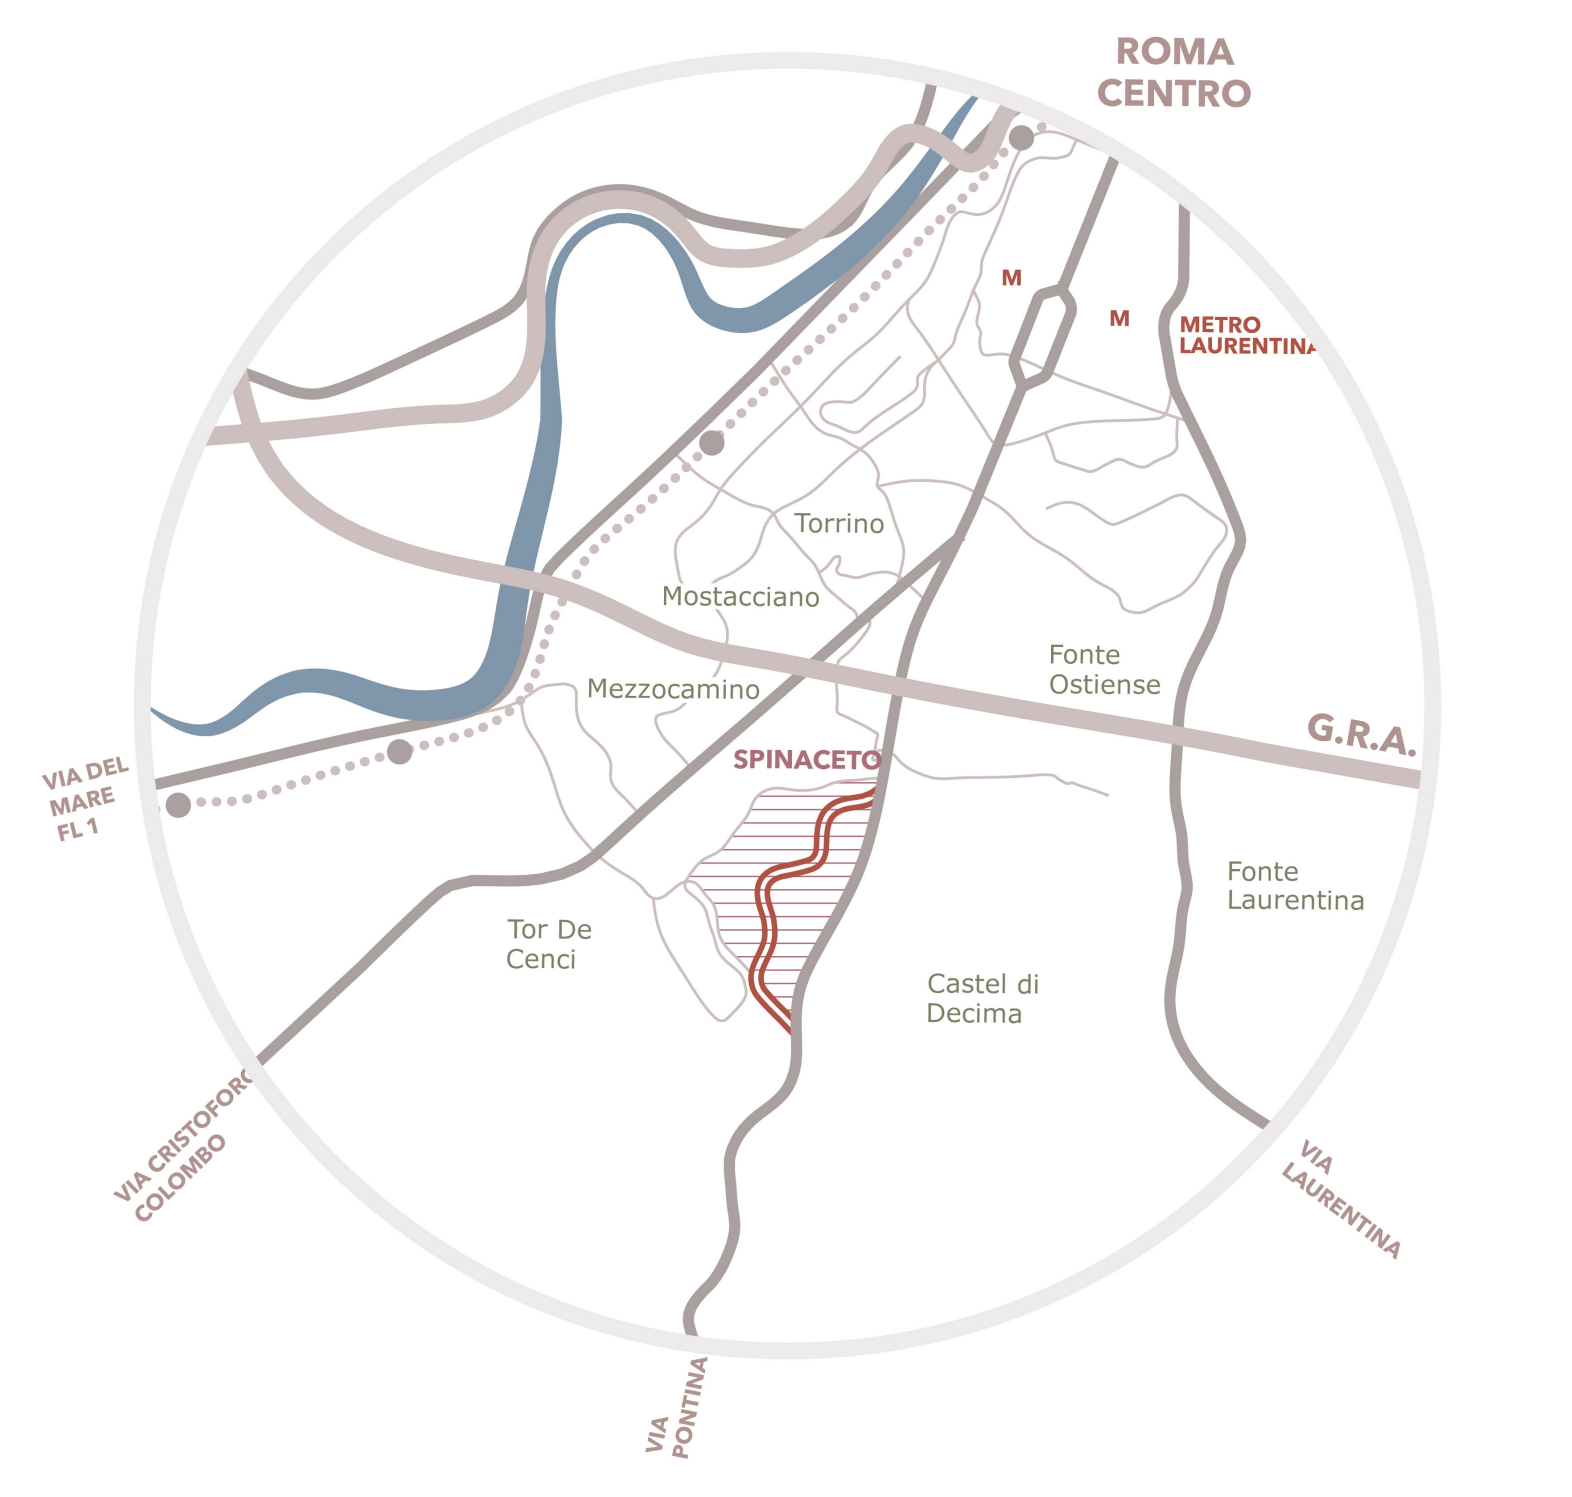 ROMA
CENTRO
M
M
METRO
LAURENTINA
Torrino
Mostacciano
Fonte
Ostiense
Mezzocamino
G.R.A.
SPINACETO
VIA DEL
MARE
FL 1
Fonte
Laurentina
Tor De
Cenci
Castel di
Decima
VIA CRISTOFORO
COLOMBO
VIA
LAURENTINA
VIA
PONTINA